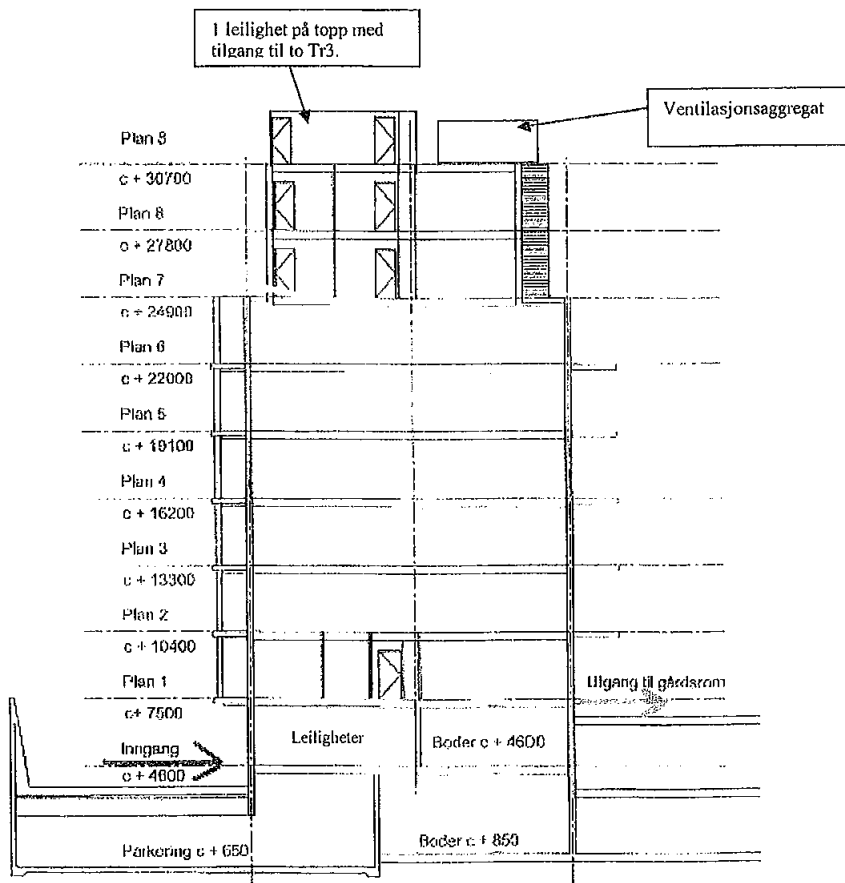 1 leilighet på topp med
tilgang til to Tr3.
Ventilasjonsaggregat
Plan 8
c + 30700
Plan 8
c + 27800
Plan 7
c + 24900
Plan 6
c + 22000
Plan 5
c + 19100
Plan 4
c + 16200
Plan 3
c + 13300
Plan 2
c + 10400
Plan 1
Utgang til gårdsrom
c+ 7500
Leiligheter
Boder c + 4600
Inngang
c + 4600
Parkering c + 650
Boder c + 850